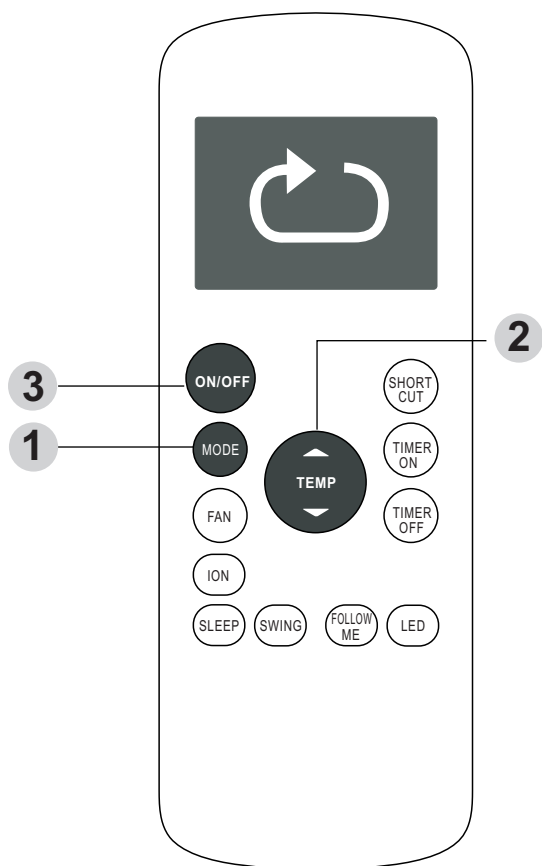 2
3
ON/OFF
SHORT
CUT
1
MODE
TEMP
TIMER
ON
FAN
TIMER
OFF
ION
SLEEP
SWING
FOLLOW
ME
LED